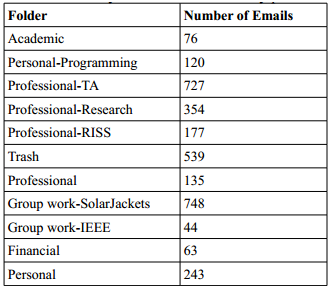 Folder Number of Emails
Academic 76
Personal-Programming 120
Professional-TA 727
Professional-Research 354
Professional-RISS 177
Trash 539
Professional 135
Group work-SolarJackets 748
Group work-IEEE 44
Financial 63
Personal 243